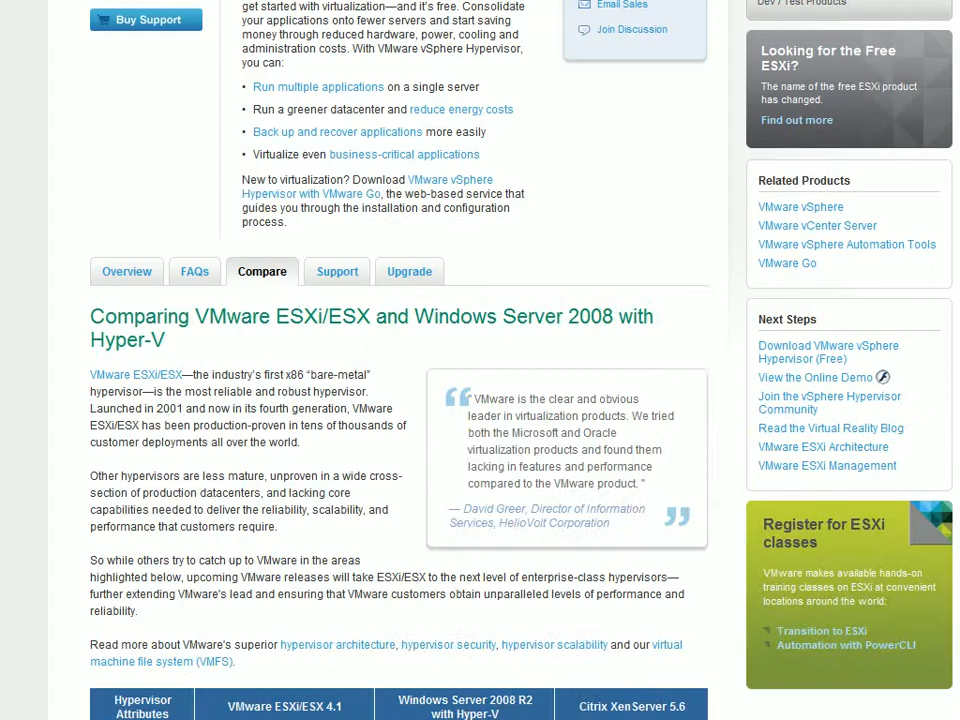 Buy Support
get started with virtualization—and it's free. Consolidate
your applications onto fewer servers and start saving
money through reduced hardware, power, cooling and
administration costs. With VMware vSphere Hypervisor,
you can:
• Run multiple applications on a single server
• Run a greener datacenter and reduce energy costs
• Back up and recover applications more easily
• Virtualize even business-critical applications
New to virtualization? Download VMware vSphere
Hypervisor with VMware Go, the web-based service that
guides you through the installation and configuration
process.
Email Sales
Join Discussion
Dev / Test Products
Looking for the Free
ESXi?
The name of the free ESXi product
has changed.
Find out more
Related Products
VMware vSphere
VMware vCenter Server
VMware vSphere Automation Tools
VMware Go
Overview
FAQs
Compare
Support
Upgrade
Comparing VMware ESXi/ESX and Windows Server 2008 with
Hyper-V
VMware ESXi/ESX—the industry's first x86 “bare-metal”
hypervisor—is the most reliable and robust hypervisor.
Launched in 2001 and now in its fourth generation, VMware
ESXi/ESX has been production-proven in tens of thousands of
customer deployments all over the world.
Other hypervisors are less mature, unproven in a wide cross-
section of production datacenters, and lacking core
capabilities needed to deliver the reliability, scalability, and
performance that customers require.
So while others try to catch up to VMware in the areas
highlighted below, upcoming VMware releases will take ESXi/ESX to the next level of enterprise-class hypervisors—
further extending VMware's lead and ensuring that VMware customers obtain unparalleled levels of performance and
reliability.
Read more about VMware's superior hypervisor architecture, hypervisor security, hypervisor scalability and our virtual
machine file system (VMFS).
“ VMware is the clear and obvious
leader in virtualization products. We tried
both the Microsoft and Oracle
virtualization products and found them
lacking in features and performance
compared to the VMware product. ”
— David Greer, Director of Information
Services, HelioVolt Corporation ”
Next Steps
Download VMware vSphere
Hypervisor (Free)
View the Online Demo
Join the vSphere Hypervisor
Community
Read the Virtual Reality Blog
VMware ESXi Architecture
VMware ESXi Management
Register for ESXi
classes
VMware makes available hands-on
training classes on ESXi at convenient
locations around the world:
Transition to ESXi
Automation with PowerCLI
Hypervisor
Attributes
VMware ESXi/ESX 4.1
Windows Server 2008 R2
with Hyper-V
Citrix XenServer 5.6